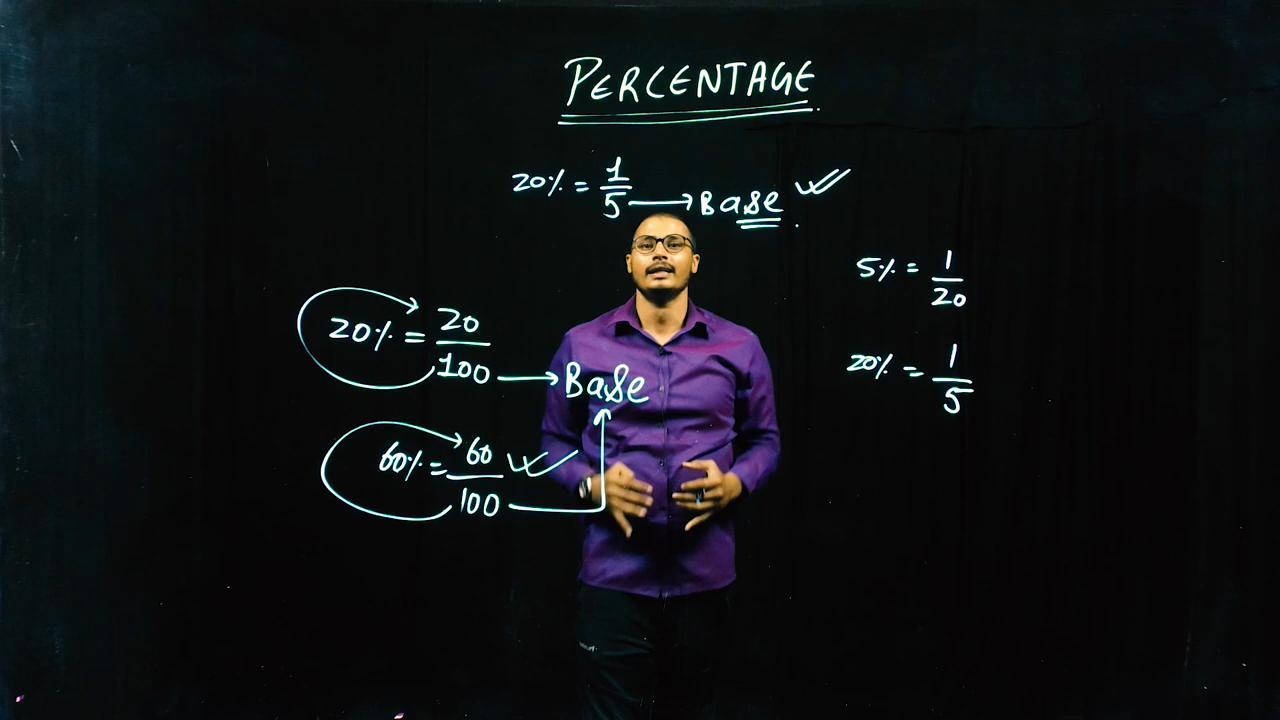 PERCENTAGE
20% = 1/5 → Base
5% = 1/20
20% = 20/100 → Base
20% = 1/5
60% = 60/100